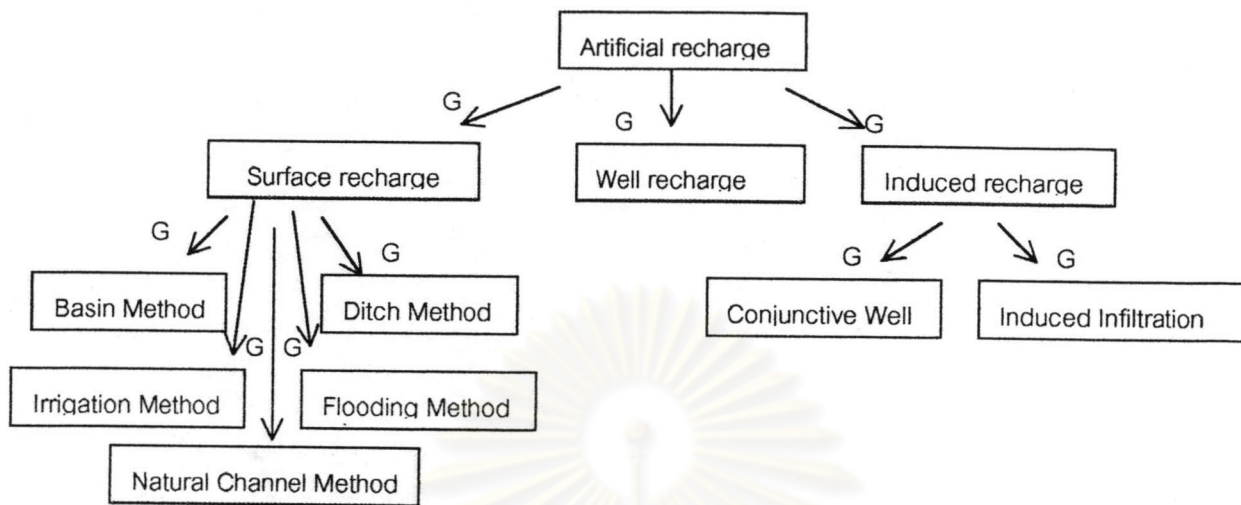 Artificial recharge
G
G
G
Surface recharge
Well recharge
Induced recharge
G
G
G
G
Basin Method
Ditch Method
Conjunctive Well
Induced Infiltration
G
G
Irrigation Method
Flooding Method
Natural Channel Method